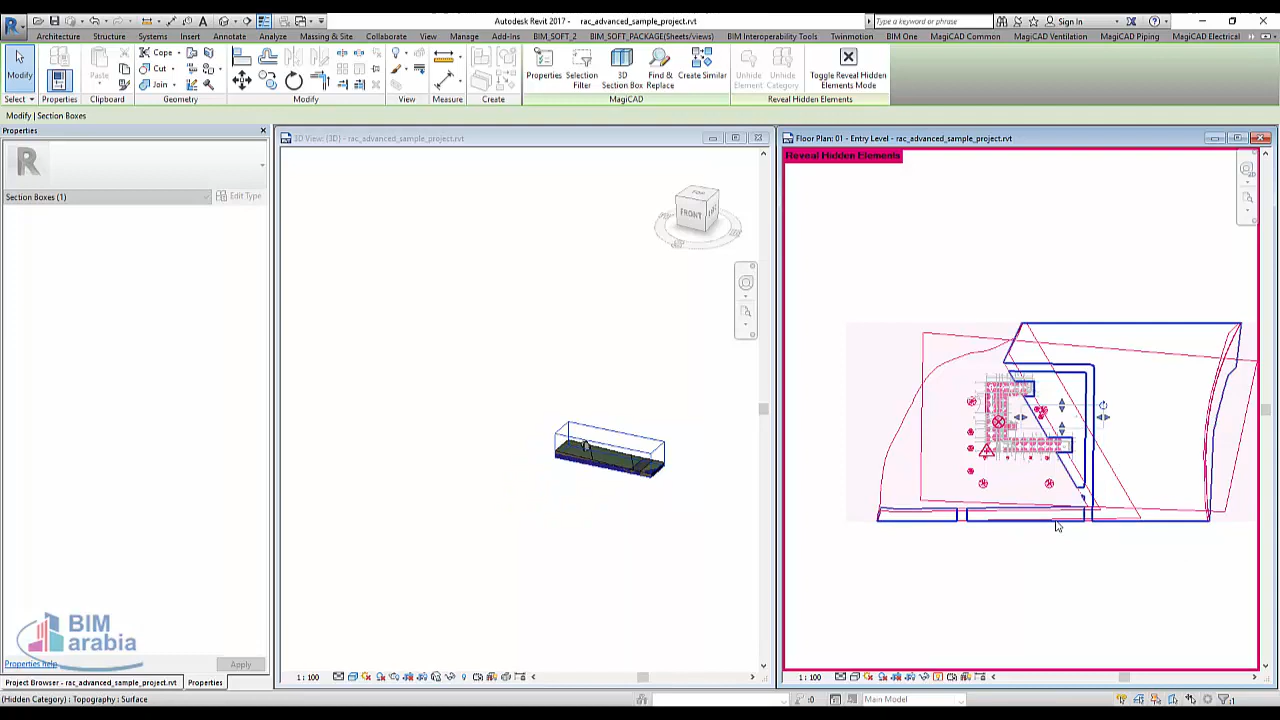 Autodesk Revit 2017 - rac_advanced_sample_project.rvt
Type a keyword or phrase
Sign In
Architecture Structure Systems Insert Annotate Analyze Massing & Site Collaborate View Manage Add-Ins BIM_SOFT_2 BIM_SOFT_PACKAGE(Sheets/views) BIM Interoperability Tools Twinmotion BIM One MagiCAD Common MagiCAD Ventilation MagiCAD Piping MagiCAD Electrical
Modify
Paste
Cope
Cut
Join
Properties
Selection
Filter
3D
Section Box
Find &
Replace
Create Similar
Unhide
Element
Unhide
Category
Toggle Reveal Hidden
Elements Mode
Select Properties Clipboard Geometry Modify View Measure Create MagiCAD Reveal Hidden Elements
Modify | Section Boxes
Properties
3D View: {3D} - rac_advanced_sample_project.rvt
Floor Plan: 01 - Entry Level - rac_advanced_sample_project.rvt
Reveal Hidden Elements
Section Boxes (1)
Edit Type
TOP
FRONT
BIM
arabia
Properties help
Apply
1 : 100
1 : 100
Project Browser - rac_advanced_sample_project.rvt
Properties
(Hidden Category) : Topography : Surface
:0
Main Model
:1